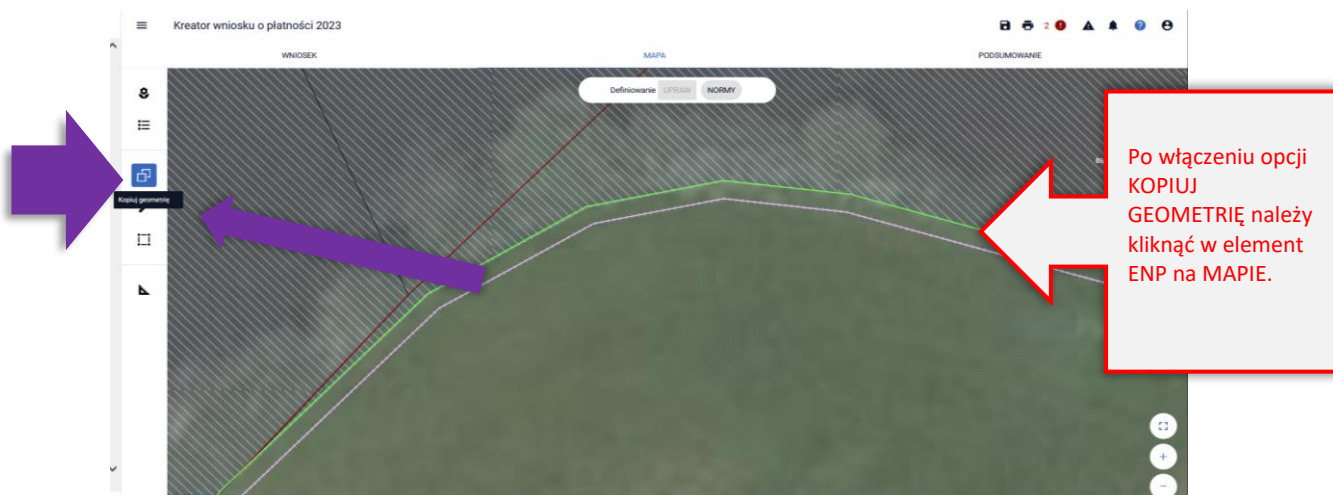 Kreator wniosku o płatności 2023
2
WNIOSEK
MAPA
PODSUMOWANIE
Definiowanie UPRAW NORMY
Kopiuj geometrię
Po włączeniu opcji
KOPIUJ
GEOMETRIĘ należy
kliknąć w element
ENP na MAPIE.